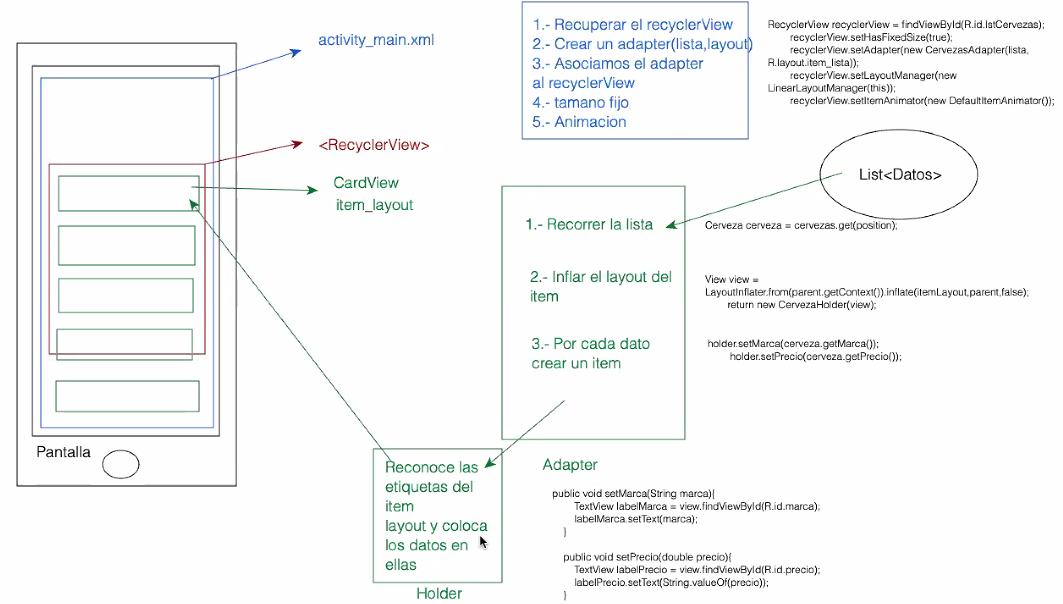 activity_main.xml
<RecyclerView>
CardView
item_layout
Pantalla
1.- Recuperar el recyclerView
2.- Crear un adapter(lista,layout)
3.- Asociamos el adapter
al recyclerView
4.- tamano fijo
5.- Animacion
RecyclerView recyclerView = findViewById(R.id.lstCervezas);
recyclerView.setHasFixedSize(true);
recyclerView.setAdapter(new CervezasAdapter(lista,
R.layout.item_lista));
recyclerView.setLayoutManager(new
LinearLayoutManager(this));
recyclerView.setItemAnimator(new DefaultItemAnimator());
List<Datos>
1.- Recorrer la lista
Cerveza cerveza = cervezas.get(position);
2.- Inflar el layout del
item
View view =
LayoutInflater.from(parent.getContext()).inflate(itemLayout,parent,false);
return new CervezaHolder(view);
3.- Por cada dato
crear un item
holder.setMarca(cerveza.getMarca());
holder.setPrecio(cerveza.getPrecio());
Adapter
Reconoce las
etiquetas del
item
layout y coloca
los datos en
ellas
Holder
public void setMarca(String marca){
TextView labelMarca = view.findViewById(R.id.marca);
labelMarca.setText(marca);
}
public void setPrecio(double precio){
TextView labelPrecio = view.findViewById(R.id.precio);
labelPrecio.setText(String.valueOf(precio));
}